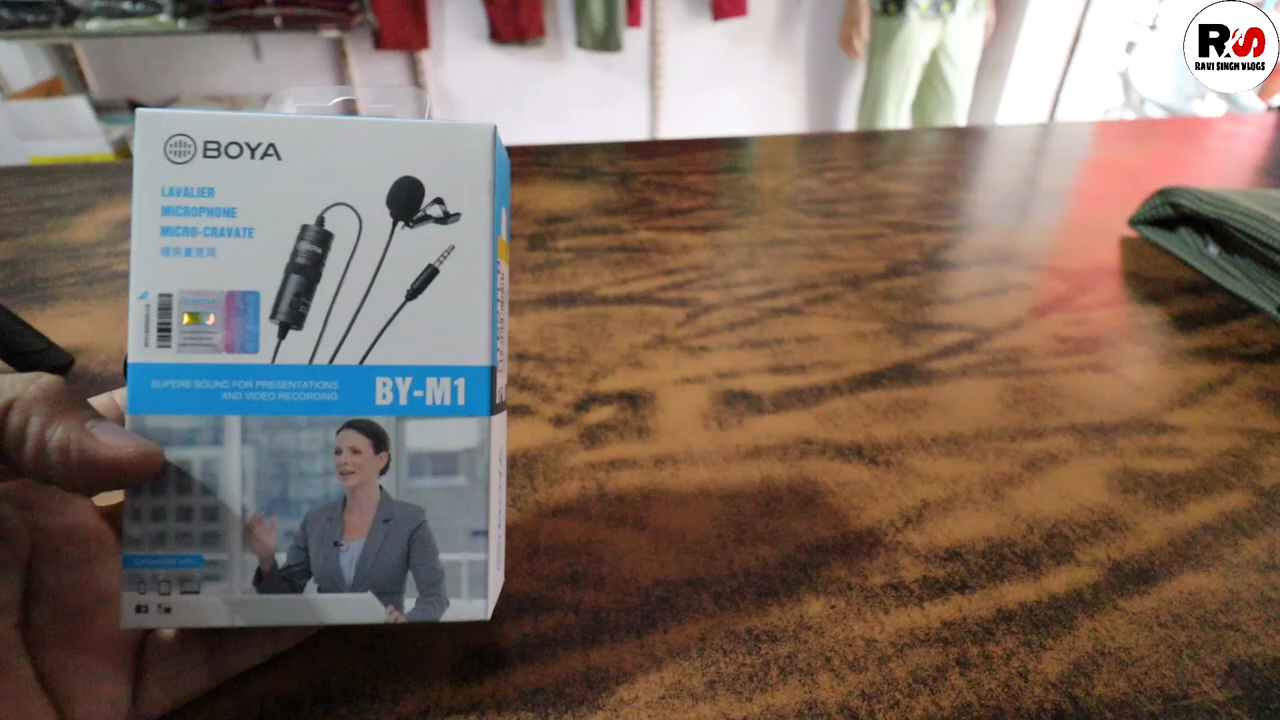 BOYA
LAVALIER
MICROPHONE
MICRO-CRAVATE
领夹麦克风
SUPERB SOUND FOR PRESENTATIONS
AND VIDEO RECORDING
BY-M1
RS
RAVI SINGH VLOGS